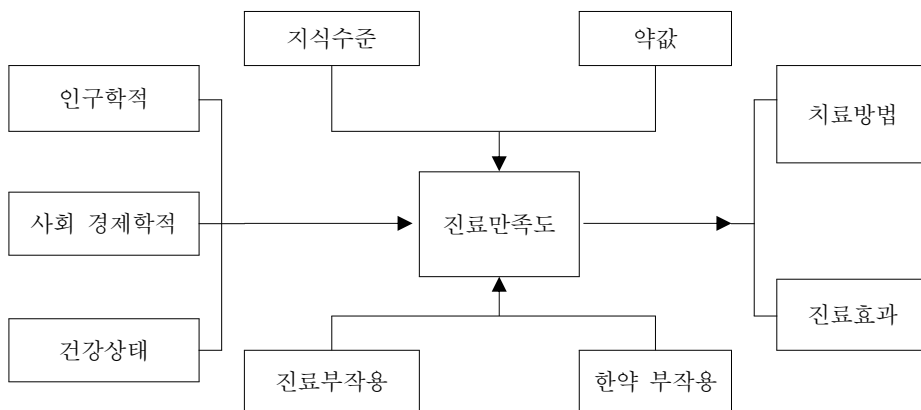 지식수준
약값
인구학적
치료방법
사회 경제학적
진료만족도
건강상태
진료효과
진료부작용
한약 부작용